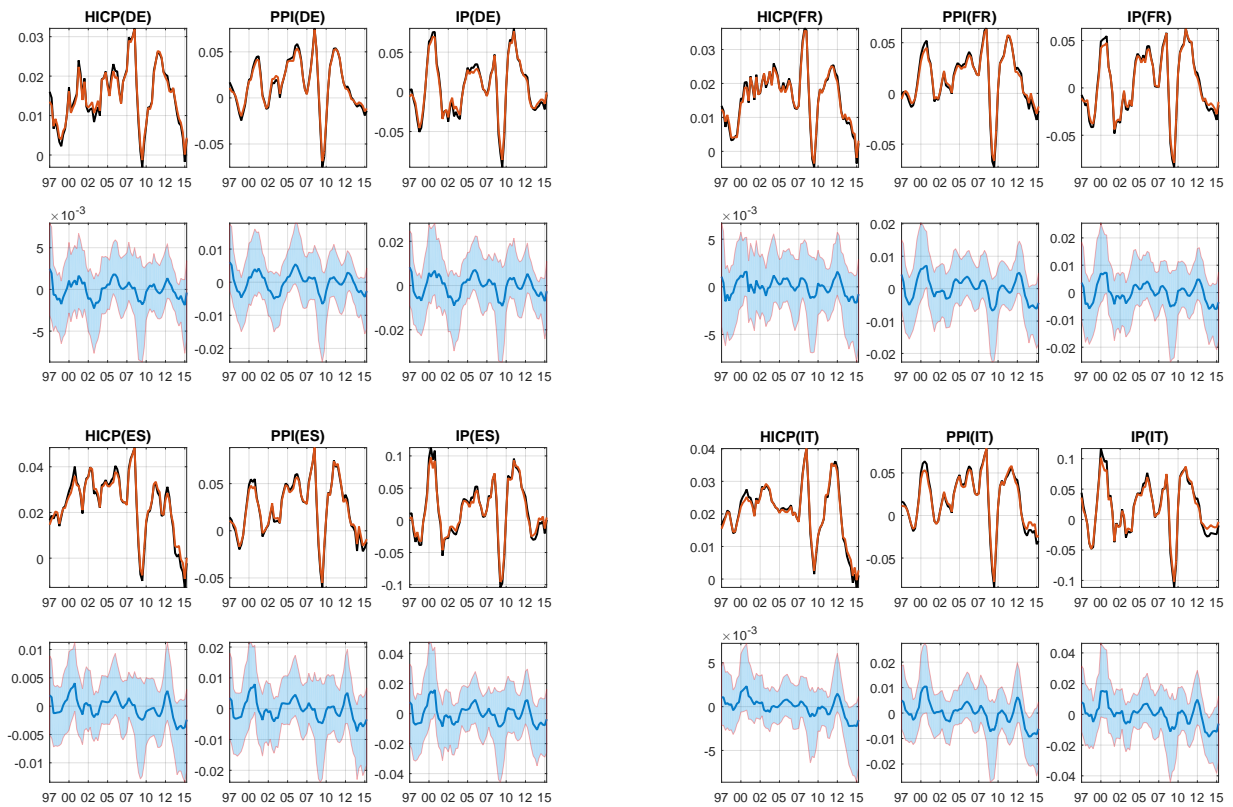 HICP(DE) PPI(DE) IP(DE) HICP(FR) PPI(FR) IP(FR)
0.03 0.05 0.05 0.03 0.05 0.05
0.02 0.02
0 0 0 0
0.01 0.01
-0.05 -0.05
0 -0.05 0 -0.05
97 00 02 05 07 10 15 97 00 02 05 07 10 12 15 97 00 02 05 07 10 15 97 00 02 05 07 10 12 15 97 00 02 05 07 10 12 15 97 00 02 05 07 10 12 15
× 10⁻³ × 10⁻³
5 0.01 0.02 5 0.02 0.02
0.01 0.01
0 0 0 0 0 0
-0.01 -0.01 -0.01
-5 -0.02 -5
-0.02 -0.02 -0.02
97 00 02 05 07 10 12 15 97 00 02 05 07 10 12 15 97 00 02 05 07 10 12 15 97 00 02 05 07 10 12 15 97 00 02 05 07 10 12 15 97 00 02 05 07 10 12 15
HICP(ES) PPI(ES) IP(ES) HICP(IT) PPI(IT) IP(IT)
0.04 0.05 0.1 0.04 0.05 0.1
0.05 0.03 0.05
0.02 0 0 0.02 0 0
0.01
0 -0.05 -0.05 -0.05
-0.05 -0.1 0 -0.1
97 00 02 05 07 10 12 15 97 00 02 05 07 10 12 15 97 00 02 05 07 10 12 15 97 00 02 05 07 10 12 15 97 00 02 05 07 10 12 15 97 00 02 05 07 10 12 15
× 10⁻³
0.01 0.02 0.04 5 0.02 0.04
0.005 0.01 0.02 0.01 0.02
0 0 0 0 0 0
-0.005 -0.01 -0.02 -0.01 -0.02
-0.01 -0.02 -0.04 -5 -0.02 -0.04
97 00 02 05 07 10 12 15 97 00 02 05 07 10 12 15 97 00 02 05 07 10 12 15 97 00 02 05 07 10 12 15 97 00 02 05 07 10 12 15 97 00 02 05 07 10 12 15